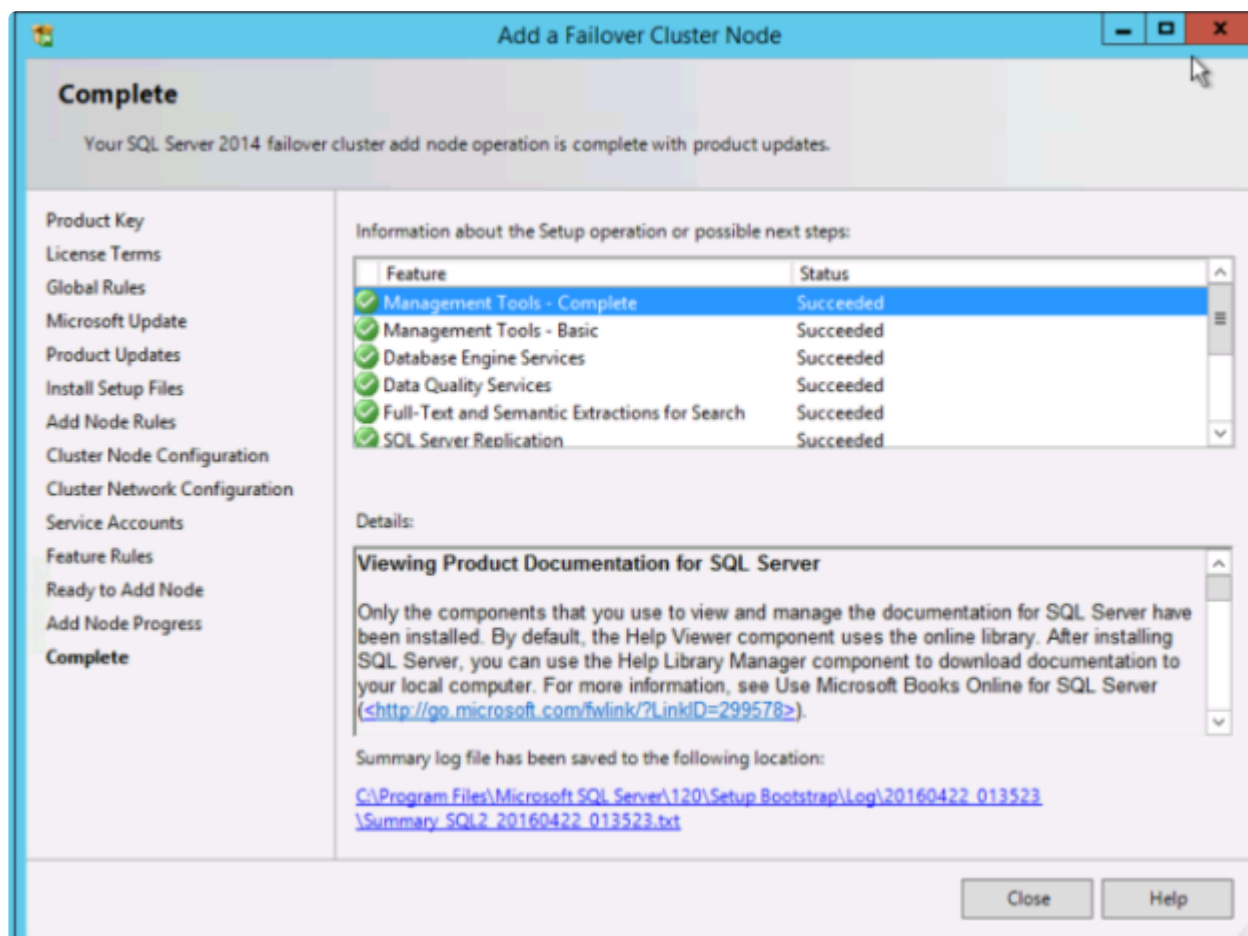 Add a Failover Cluster Node
Complete
Your SQL Server 2014 failover cluster add node operation is complete with product updates.
Product Key
License Terms
Global Rules
Microsoft Update
Product Updates
Install Setup Files
Add Node Rules
Cluster Node Configuration
Cluster Network Configuration
Service Accounts
Feature Rules
Ready to Add Node
Add Node Progress
Complete
Information about the Setup operation or possible next steps:
Feature Status
Management Tools - Complete Succeeded
Management Tools - Basic Succeeded
Database Engine Services Succeeded
Data Quality Services Succeeded
Full-Text and Semantic Extractions for Search Succeeded
SQL Server Replication Succeeded
Details:
Viewing Product Documentation for SQL Server
Only the components that you use to view and manage the documentation for SQL Server have
been installed. By default, the Help Viewer component uses the online library. After installing
SQL Server, you can use the Help Library Manager component to download documentation to
your local computer. For more information, see Use Microsoft Books Online for SQL Server
(<http://go.microsoft.com/fwlink/?LinkID=299578>).
Summary log file has been saved to the following location:
C:\Program Files\Microsoft SQL Server\120\Setup Bootstrap\Log\20160422_013523
\Summary_SQL2_20160422_013523.txt
Close Help